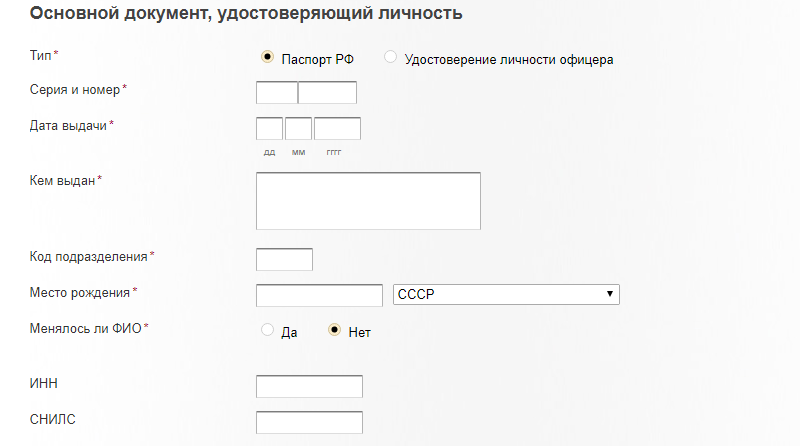 Основной документ, удостоверяющий личность
Тип* Паспорт РФ Удостоверение личности офицера
Серия и номер*
Дата выдачи*
дд мм гггг
Кем выдан*
Код подразделения*
Место рождения* СССР
Менялось ли ФИО* Да Нет
ИНН
СНИЛС